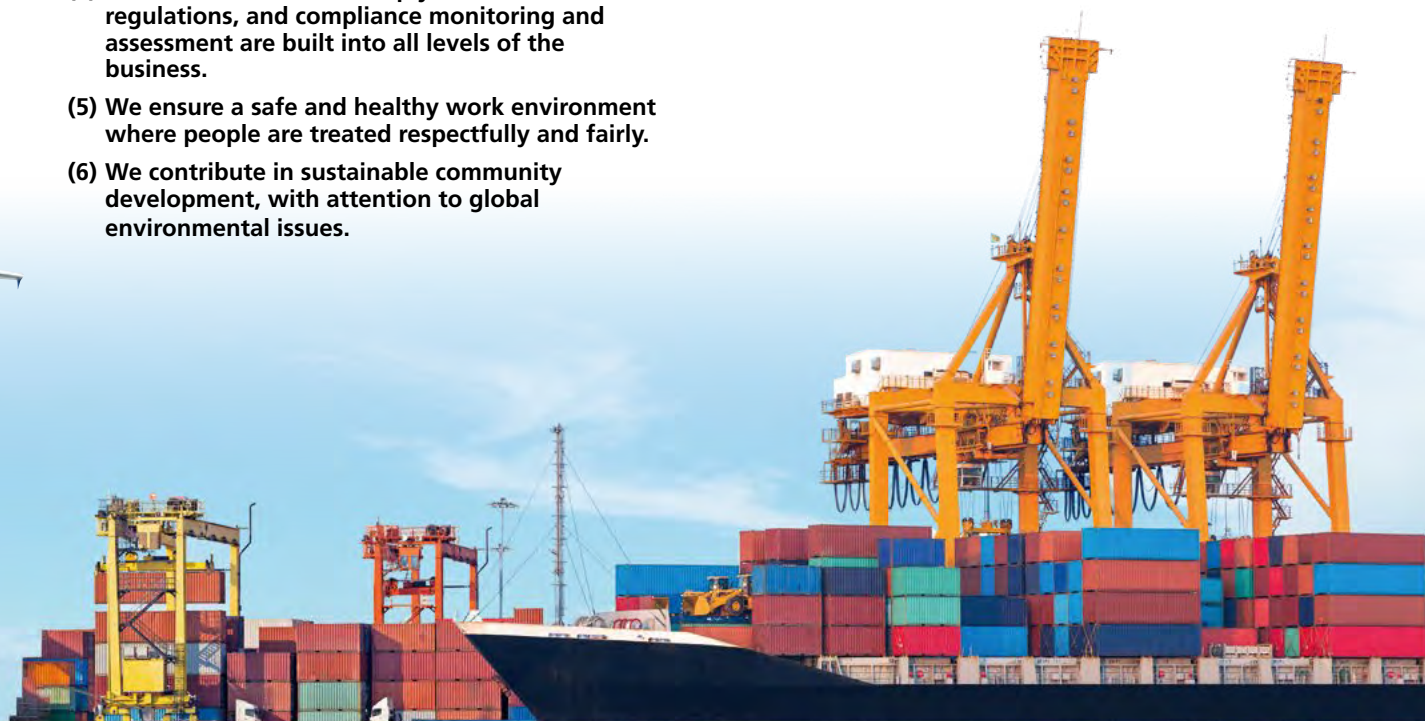 regulations, and compliance monitoring and
assessment are built into all levels of the
business.
(5) We ensure a safe and healthy work environment
where people are treated respectfully and fairly.
(6) We contribute in sustainable community
development, with attention to global
environmental issues.